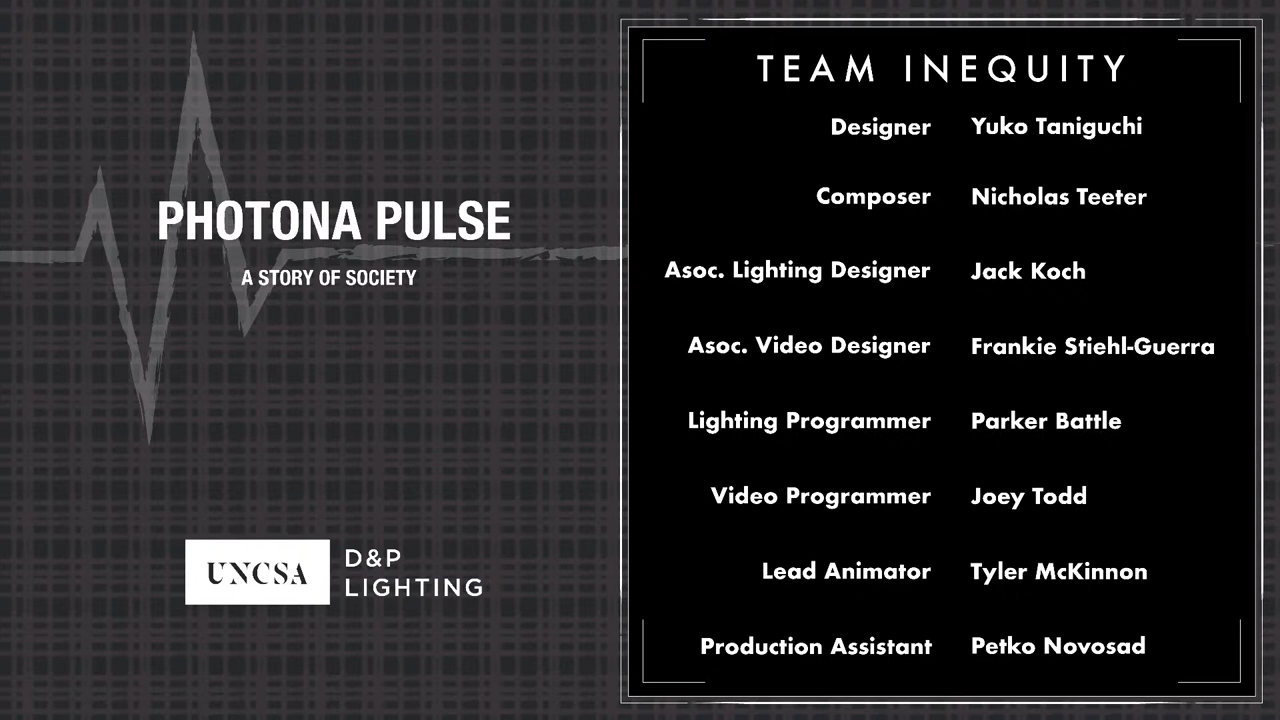 PHOTONA PULSE
A STORY OF SOCIETY
UNCSA
D&P
LIGHTING
TEAM INEQUITY
Designer Yuko Taniguchi
Composer Nicholas Teeter
Asoc. Lighting Designer Jack Koch
Asoc. Video Designer Frankie Stiehl-Guerra
Lighting Programmer Parker Battle
Video Programmer Joey Todd
Lead Animator Tyler McKinnon
Production Assistant Petko Novosad